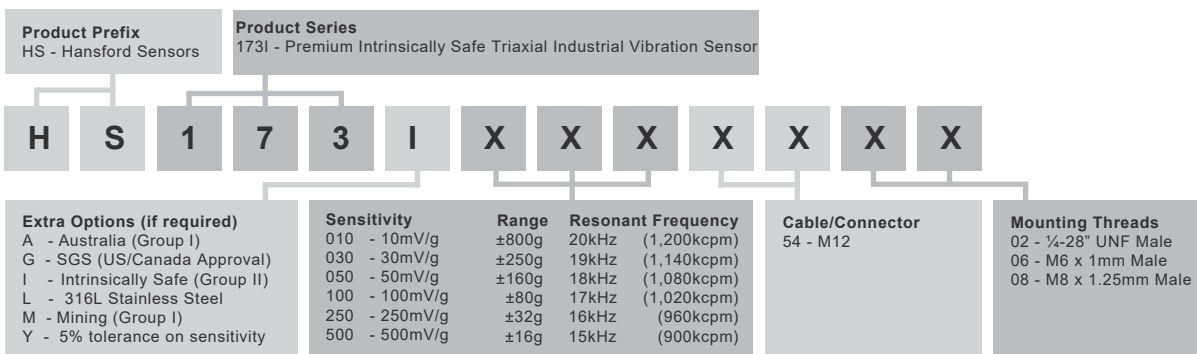 Product Prefix
HS - Hansford Sensors
Product Series
173I - Premium Intrinsically Safe Triaxial Industrial Vibration Sensor
H S 1 7 3 I X X X X X X X
Extra Options (if required)
A - Australia (Group I)
G - SGS (US/Canada Approval)
I - Intrinsically Safe (Group II)
L - 316L Stainless Steel
M - Mining (Group I)
Y - 5% tolerance on sensitivity
Sensitivity Range Resonant Frequency
010 - 10mV/g ±800g 20kHz (1,200kcpm)
030 - 30mV/g ±250g 19kHz (1,140kcpm)
050 - 50mV/g ±160g 18kHz (1,080kcpm)
100 - 100mV/g ±80g 17kHz (1,020kcpm)
250 - 250mV/g ±32g 16kHz (960kcpm)
500 - 500mV/g ±16g 15kHz (900kcpm)
Cable/Connector
54 - M12
Mounting Threads
02 - ¼-28" UNF Male
06 - M6 x 1mm Male
08 - M8 x 1.25mm Male